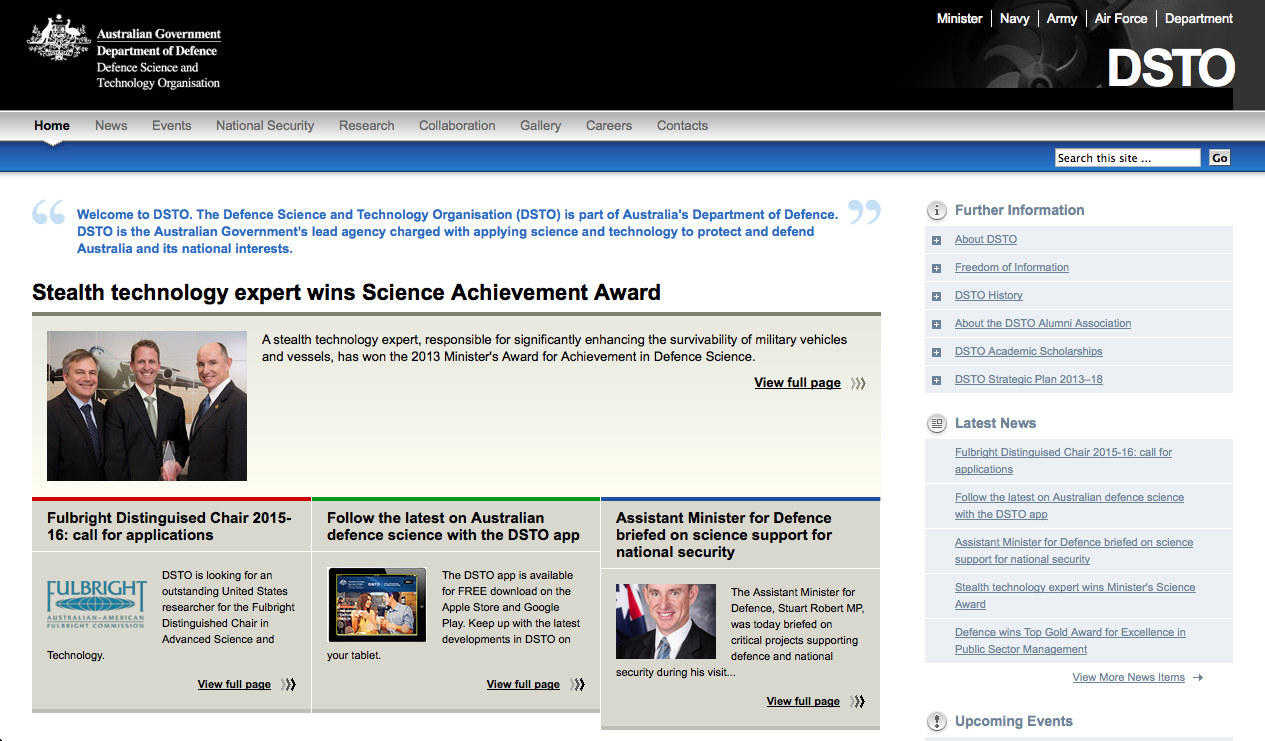 Australian Government
Department of Defence
Defence Science and
Technology Organisation
Minister
Navy
Army
Air Force
Department
DSTO
Home
News
Events
National Security
Research
Collaboration
Gallery
Careers
Contacts
Search this site ...
Go
Welcome to DSTO. The Defence Science and Technology Organisation (DSTO) is part of Australia's Department of Defence.
DSTO is the Australian Government's lead agency charged with applying science and technology to protect and defend
Australia and its national interests.
Stealth technology expert wins Science Achievement Award
A stealth technology expert, responsible for significantly enhancing the survivability of military vehicles
and vessels, has won the 2013 Minister's Award for Achievement in Defence Science.
View full page
Fulbright Distinguised Chair 2015-
16: call for applications
FULBRIGHT
AUSTRALIAN-AMERICAN
FULBRIGHT COMMISSION
DSTO is looking for an
outstanding United States
researcher for the Fulbright
Distinguished Chair in
Advanced Science and
Technology.
View full page
Follow the latest on Australian
defence science with the DSTO app
The DSTO app is available
for FREE download on the
Apple Store and Google
Play. Keep up with the latest
developments in DSTO on
your tablet.
View full page
Assistant Minister for Defence
briefed on science support for
national security
The Assistant Minister for
Defence, Stuart Robert MP,
was today briefed on
critical projects supporting
defence and national
security during his visit...
View full page
Further Information
About DSTO
Freedom of Information
DSTO History
About the DSTO Alumni Association
DSTO Academic Scholarships
DSTO Strategic Plan 2013–18
Latest News
Fulbright Distinguised Chair 2015-16: call for
applications
Follow the latest on Australian defence science
with the DSTO app
Assistant Minister for Defence briefed on science
support for national security
Stealth technology expert wins Minister's Science
Award
Defence wins Top Gold Award for Excellence in
Public Sector Management
View More News Items
Upcoming Events